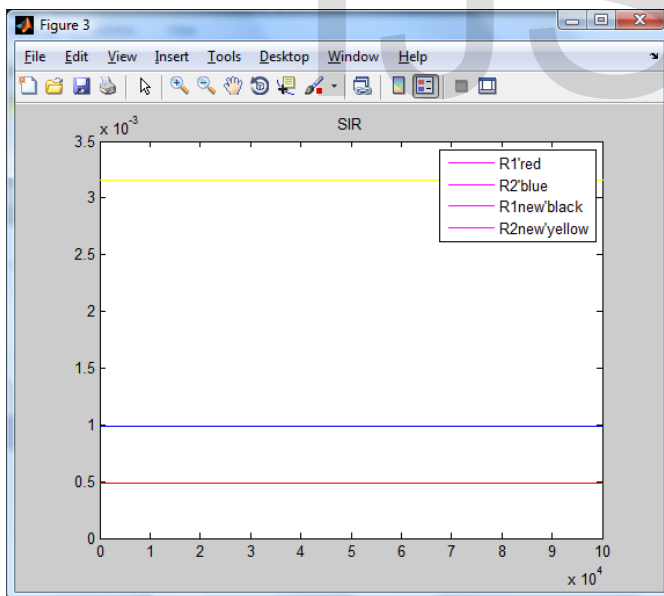 Figure 3
File Edit View Insert Tools Desktop Window Help
x 10^-3
SIR
3.5
3
2.5
2
1.5
1
0.5
0
R1'red
R2'blue
R1new'black
R2new'yellow
0 1 2 3 4 5 6 7 8 9 10
x 10^4